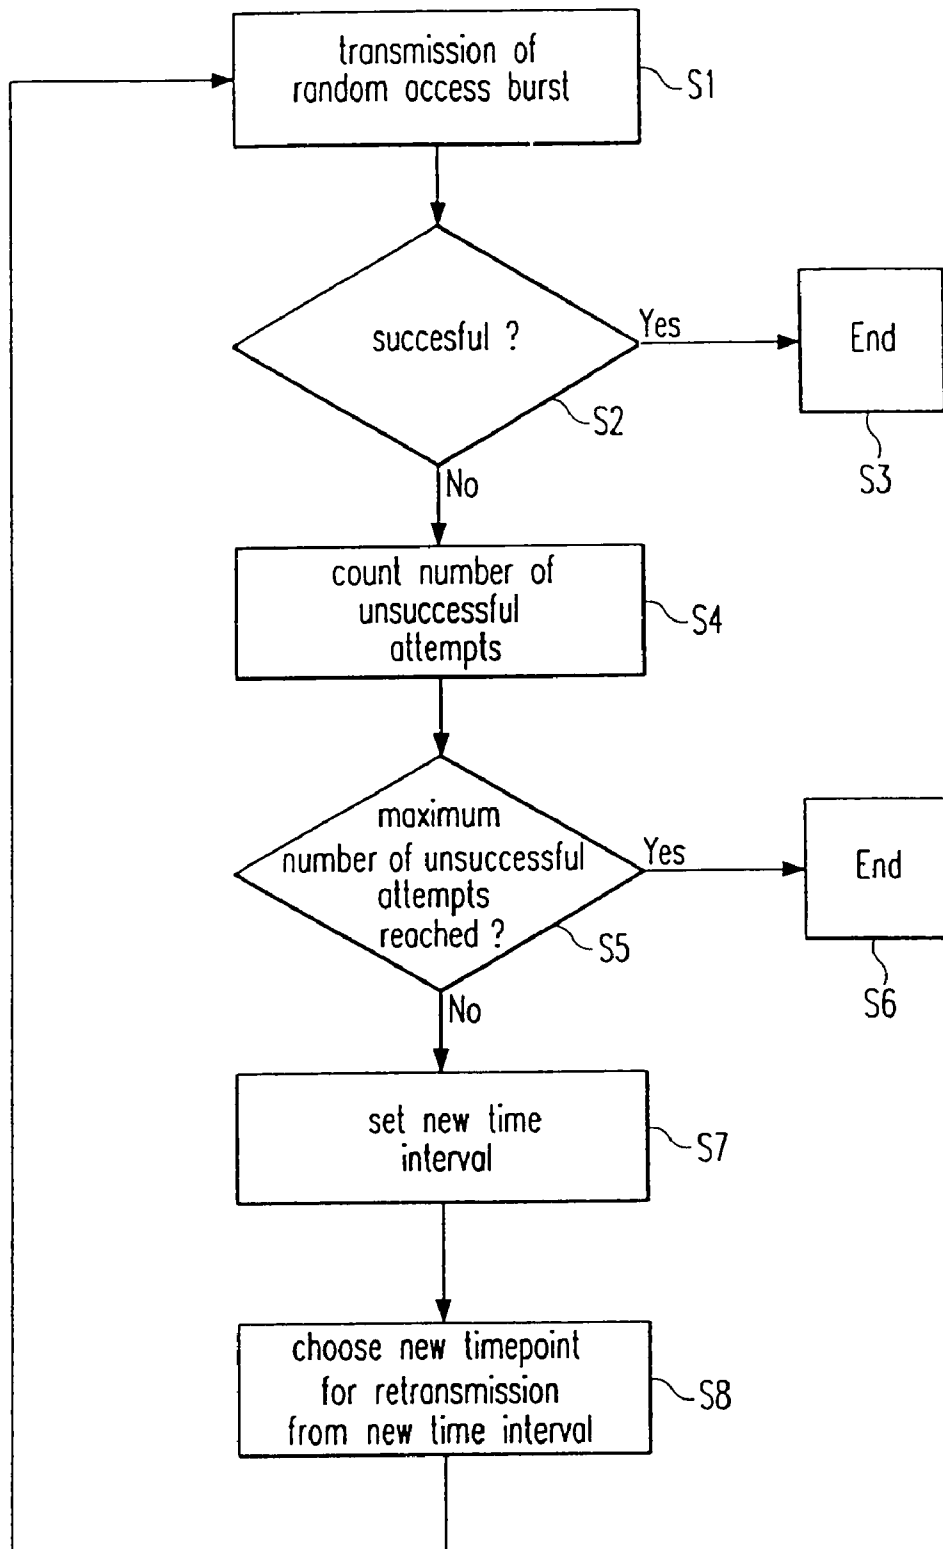 transmission of
random access burst
S1
succesful ?
Yes
End
S2
S3
No
count number of
unsuccessful
attempts
S4
maximum
number of unsuccessful
attempts
reached ?
Yes
End
S5
S6
No
set new time
interval
S7
choose new timepoint
for retransmission
from new time interval
S8